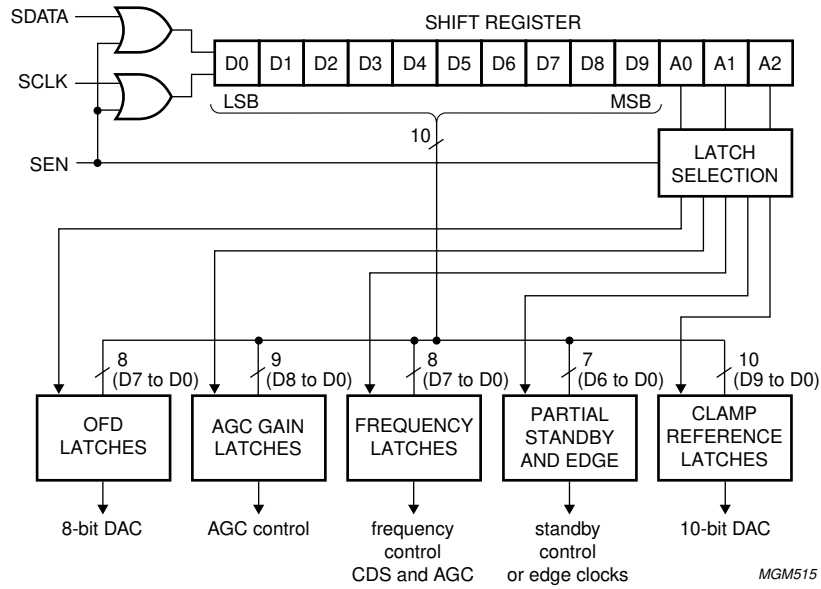 SDATA
SHIFT REGISTER
D0 D1 D2 D3 D4 D5 D6 D7 D8 D9 A0 A1 A2
SCLK
LSB
MSB
10
SEN
LATCH
SELECTION
8
(D7 to D0)
9
(D8 to D0)
8
(D7 to D0)
7
(D6 to D0)
10
(D9 to D0)
OFD
LATCHES
AGC GAIN
LATCHES
FREQUENCY
LATCHES
PARTIAL
STANDBY
AND EDGE
CLAMP
REFERENCE
LATCHES
8-bit DAC
AGC control
frequency
control
CDS and AGC
standby
control
or edge clocks
10-bit DAC
MGM515